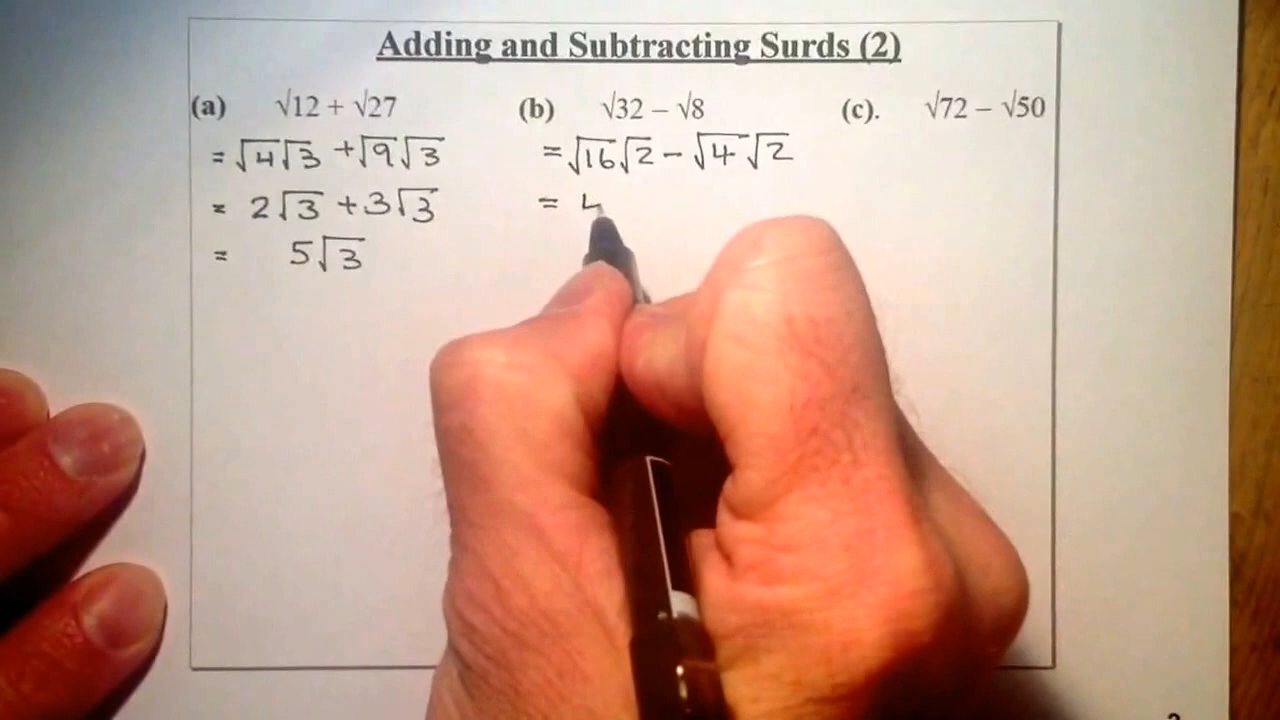 Adding and Subtracting Surds (2)
(a) √12 + √27 (b) √32 – √8 (c). √72 – √50
= √4√3 + √9√3 = √16√2 – √4√2
= 2√3 + 3√3 = 4
= 5√3